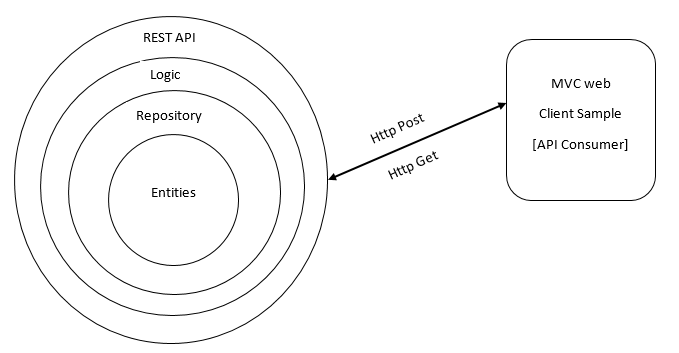 REST API
Logic
Repository
Entities
Http Post
Http Get
MVC web
Client Sample
[API Consumer]